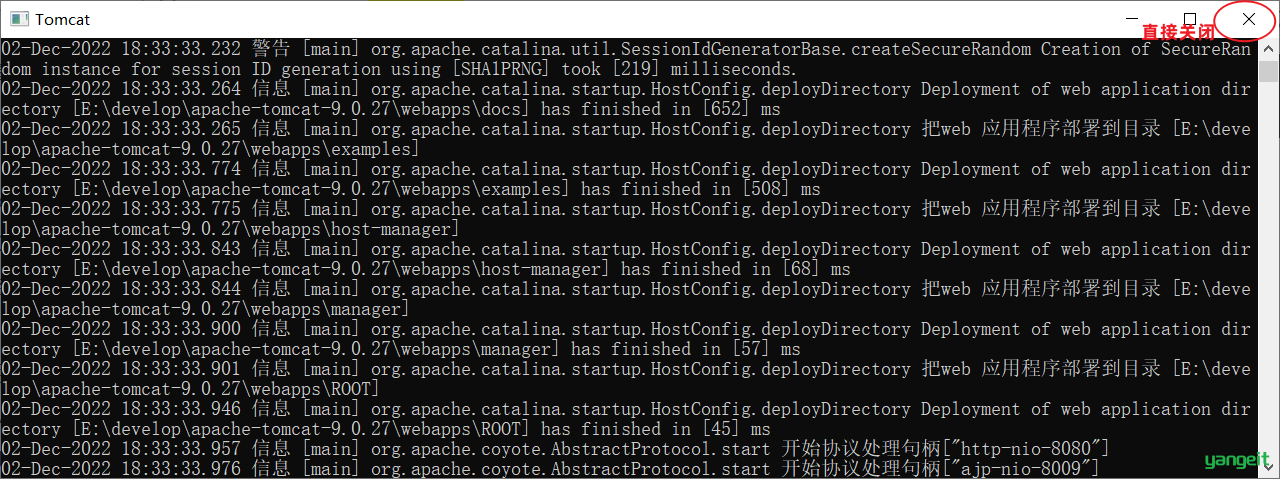 Tomcat
直接关闭
02-Dec-2022 18:33:33.232 警告 [main] org.apache.catalina.util.SessionIdGeneratorBase.createSecureRandom Creation of SecureRan
dom instance for session ID generation using [SHA1PRNG] took [219] milliseconds.
02-Dec-2022 18:33:33.264 信息 [main] org.apache.catalina.startup.HostConfig.deployDirectory Deployment of web application dir
ectory [E:\develop\apache-tomcat-9.0.27\webapps\docs] has finished in [652] ms
02-Dec-2022 18:33:33.265 信息 [main] org.apache.catalina.startup.HostConfig.deployDirectory 把web 应用程序部署到目录 [E:\deve
lop\apache-tomcat-9.0.27\webapps\examples]
02-Dec-2022 18:33:33.774 信息 [main] org.apache.catalina.startup.HostConfig.deployDirectory Deployment of web application dir
ectory [E:\develop\apache-tomcat-9.0.27\webapps\examples] has finished in [508] ms
02-Dec-2022 18:33:33.775 信息 [main] org.apache.catalina.startup.HostConfig.deployDirectory 把web 应用程序部署到目录 [E:\deve
lop\apache-tomcat-9.0.27\webapps\host-manager]
02-Dec-2022 18:33:33.843 信息 [main] org.apache.catalina.startup.HostConfig.deployDirectory Deployment of web application dir
ectory [E:\develop\apache-tomcat-9.0.27\webapps\host-manager] has finished in [68] ms
02-Dec-2022 18:33:33.844 信息 [main] org.apache.catalina.startup.HostConfig.deployDirectory 把web 应用程序部署到目录 [E:\deve
lop\apache-tomcat-9.0.27\webapps\manager]
02-Dec-2022 18:33:33.900 信息 [main] org.apache.catalina.startup.HostConfig.deployDirectory Deployment of web application dir
ectory [E:\develop\apache-tomcat-9.0.27\webapps\manager] has finished in [57] ms
02-Dec-2022 18:33:33.901 信息 [main] org.apache.catalina.startup.HostConfig.deployDirectory 把web 应用程序部署到目录 [E:\deve
lop\apache-tomcat-9.0.27\webapps\ROOT]
02-Dec-2022 18:33:33.946 信息 [main] org.apache.catalina.startup.HostConfig.deployDirectory Deployment of web application dir
ectory [E:\develop\apache-tomcat-9.0.27\webapps\ROOT] has finished in [45] ms
02-Dec-2022 18:33:33.957 信息 [main] org.apache.coyote.AbstractProtocol.start 开始协议处理句柄["http-nio-8080"]
02-Dec-2022 18:33:33.976 信息 [main] org.apache.coyote.AbstractProtocol.start 开始协议处理句柄["ajp-nio-8009"]
yangeit